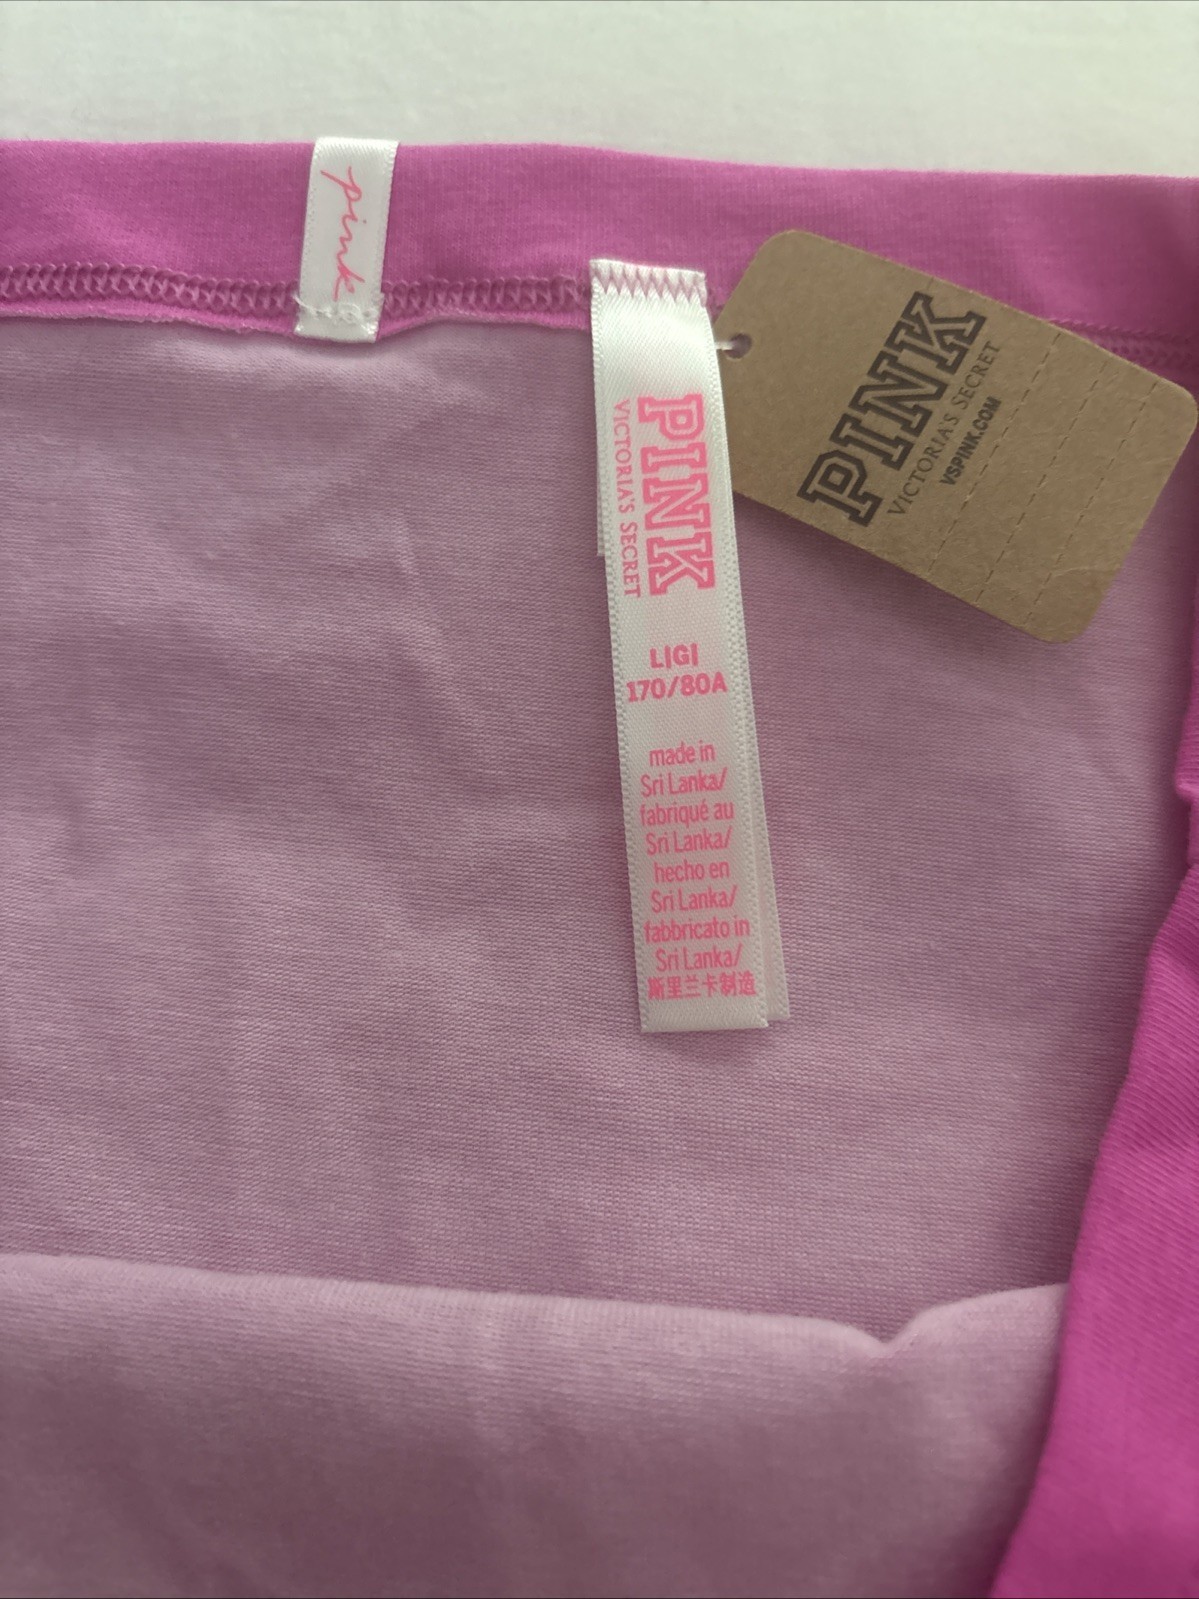 pink
PINK
VICTORIA'S SECRET
L|G|
170/80A
made in
Sri Lanka/
fabriqué au
Sri Lanka/
hecho en
Sri Lanka/
fabbricato in
Sri Lanka/
斯里兰卡制造
PINK
VICTORIA'S SECRET
VSPINK.COM